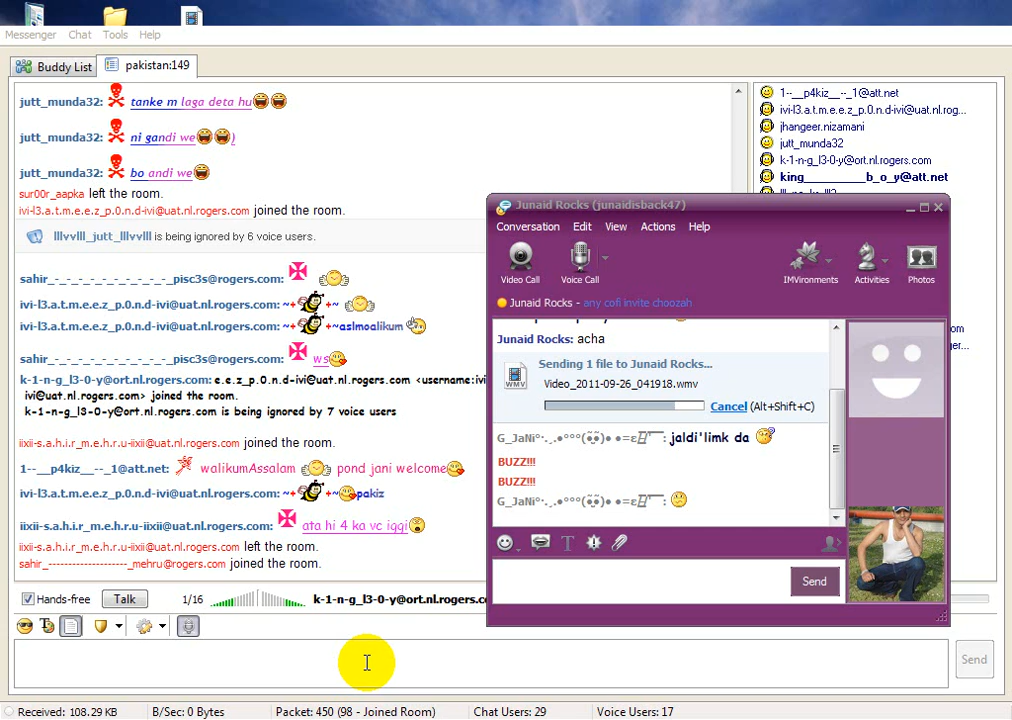 Messenger Chat Tools Help
Buddy List pakistan:149
jutt_munda32: tanke m laga deta hu
jutt_munda32: ni gandi we )
jutt_munda32: bo andi we
sur00r_aapka left the room.
ivi-l3.a.t.m.e.e.z_p.0.n.d-ivi@uat.nl.rogers.com joined the room.
lllvvlll_jutt_lllvvlll is being ignored by 6 voice users.
sahir_-_-_-_-_-_-_-_-_-_pisc3s@rogers.com:
ivi-l3.a.t.m.e.e.z_p.0.n.d-ivi@uat.nl.rogers.com: ~+ +~
ivi-l3.a.t.m.e.e.z_p.0.n.d-ivi@uat.nl.rogers.com: ~+ +~aslmoalikum
sahir_-_-_-_-_-_-_-_-_-_pisc3s@rogers.com: ws
k-1-n-g_l3-0-y@ort.nl.rogers.com: e.e.z_p.0.n.d-ivi@uat.nl.rogers.com <username:ivi
ivi@uat.nl.rogers.com> joined the room.
k-1-n-g_l3-0-y@ort.nl.rogers.com is being ignored by 7 voice users
iixii-s.a.h.i.r_m.e.h.r.u-iixii@uat.nl.rogers.com joined the room.
1--__p4kiz__--_1@att.net: walikumAssalam pond jani welcome
ivi-l3.a.t.m.e.e.z_p.0.n.d-ivi@uat.nl.rogers.com: ~+ +~pakiz
iixii-s.a.h.i.r_m.e.h.r.u-iixii@uat.nl.rogers.com: ata hi 4 ka vc iggi
iixii-s.a.h.i.r_m.e.h.r.u-iixii@uat.nl.rogers.com left the room.
sahir_--------------------_mehru@rogers.com joined the room.
1--__p4kiz__--_1@att.net
ivi-l3.a.t.m.e.e.z_p.0.n.d-ivi@uat.nl.rog...
jhangeer.nizamani
jutt_munda32
k-1-n-g_l3-0-y@ort.nl.rogers.com
king__________b_o_y@att.net
Junaid Rocks (junaidisback47)
Conversation Edit View Actions Help
Video Call Voice Call IMVironments Activities Photos
Junaid Rocks - any cofi invite choozah
Junaid Rocks: acha
Sending 1 file to Junaid Rocks...
Video_2011-09-26_041918.wmv
WMV
Cancel (Alt+Shift+C)
jaldi'limk da
BUZZ!!!
BUZZ!!!
Send
Hands-free Talk 1/16 k-1-n-g_l3-0-y@ort.nl.rogers.c
Send
Received: 108.29 KB B/Sec: 0 Bytes Packet: 450 (98 - Joined Room) Chat Users: 29 Voice Users: 17